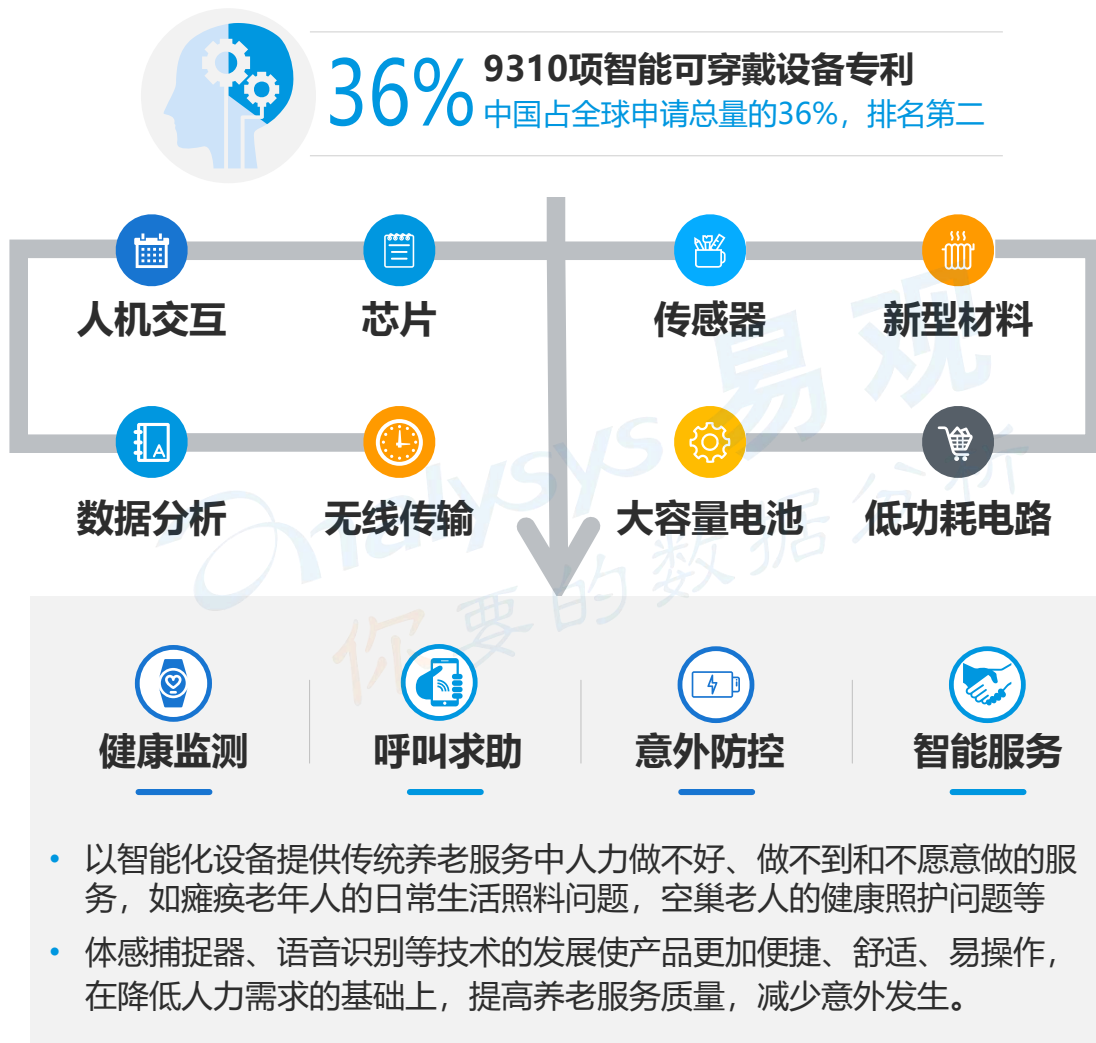 36%
9310项智能可穿戴设备专利
中国占全球申请总量的36%，排名第二
人机交互
芯片
传感器
新型材料
数据分析
无线传输
大容量电池
低功耗电路
Analysys 易观
你要的数据分析
健康监测
呼叫求助
意外防控
智能服务
• 以智能化设备提供传统养老服务中人力做不好、做不到和不愿意做的服
务，如瘫痪老年人的日常生活照料问题，空巢老人的健康照护问题等
• 体感捕捉器、语音识别等技术的发展使产品更加便捷、舒适、易操作，
在降低人力需求的基础上，提高养老服务质量，减少意外发生。